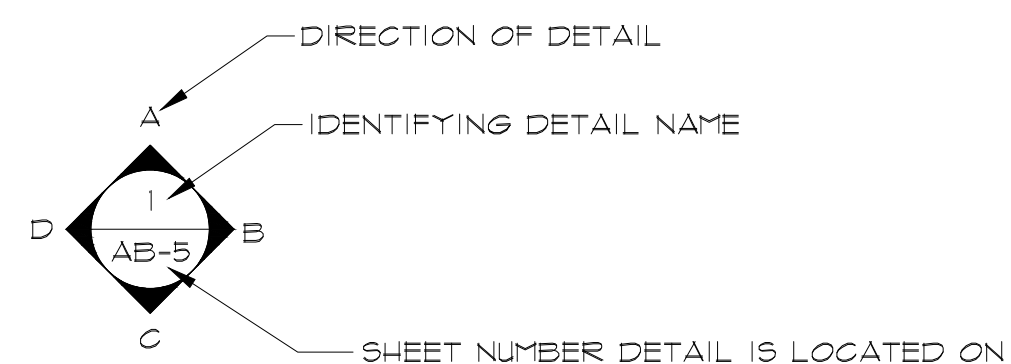 DIRECTION OF DETAIL
A
IDENTIFYING DETAIL NAME
1
D
B
AB-5
C
SHEET NUMBER DETAIL IS LOCATED ON